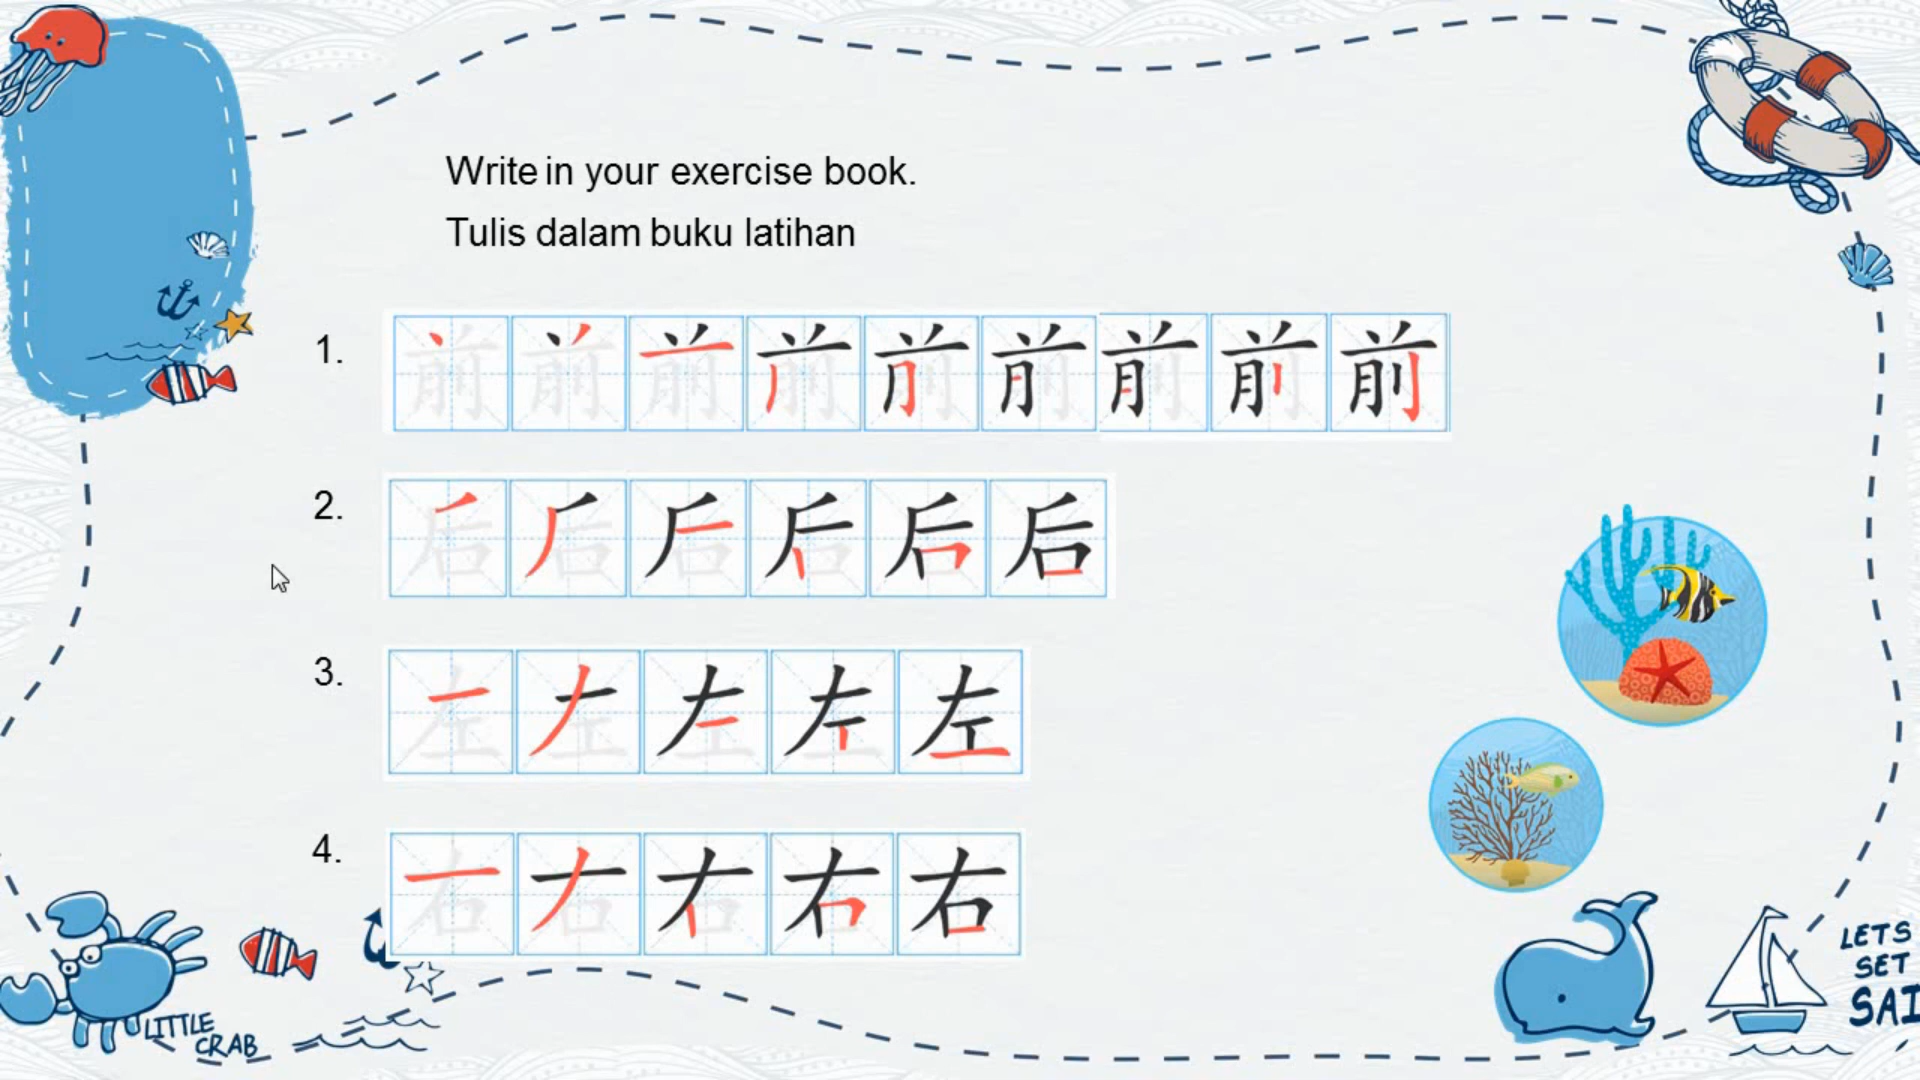 Write in your exercise book.
Tulis dalam buku latihan
1. 前 前 前 前 前 前 前 前 前
2. 后 后 后 后 后 后
3. 左 左 左 左 左
4. 右 右 右 右 右
LITTLE
CRAB
LETS
SET
SAI